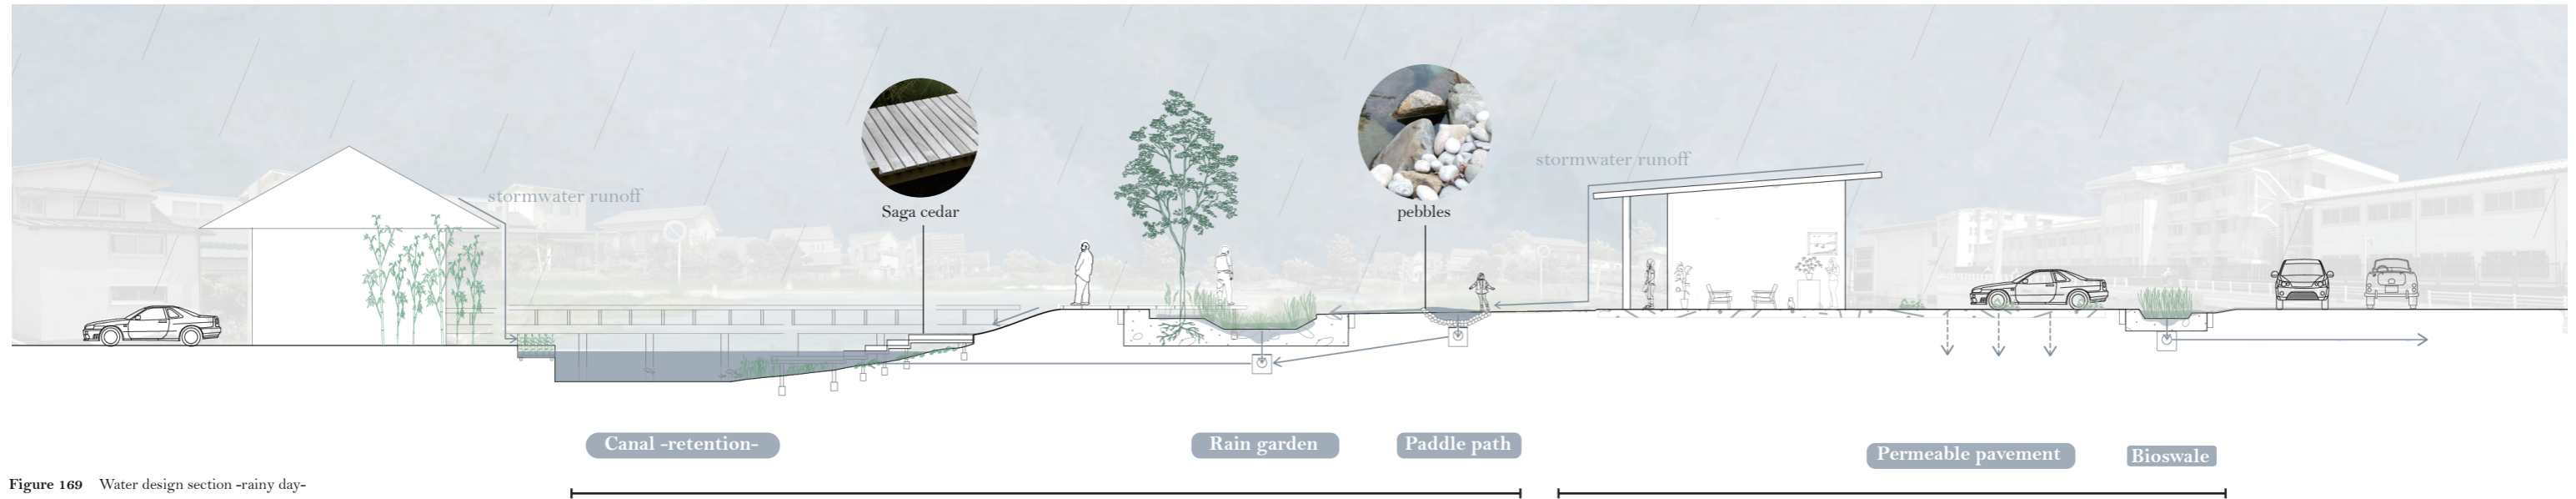 stormwater runoff
Saga cedar
pebbles
stormwater runoff
Canal -retention-
Rain garden
Paddle path
Permeable pavement
Bioswale
Figure 169 Water design section -rainy day-